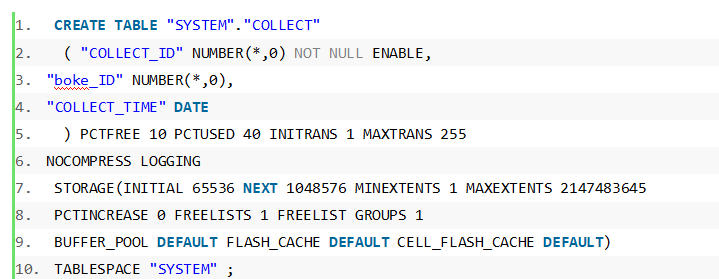 1. CREATE TABLE "SYSTEM"."COLLECT"
2. ( "COLLECT_ID" NUMBER(*,0) NOT NULL ENABLE,
3. "boke_ID" NUMBER(*,0),
4. "COLLECT_TIME" DATE
5. ) PCTFREE 10 PCTUSED 40 INITRANS 1 MAXTRANS 255
6. NOCOMPRESS LOGGING
7. STORAGE(INITIAL 65536 NEXT 1048576 MINEXTENTS 1 MAXEXTENTS 2147483645
8. PCTINCREASE 0 FREELISTS 1 FREELIST GROUPS 1
9. BUFFER_POOL DEFAULT FLASH_CACHE DEFAULT CELL_FLASH_CACHE DEFAULT)
10. TABLESPACE "SYSTEM" ;